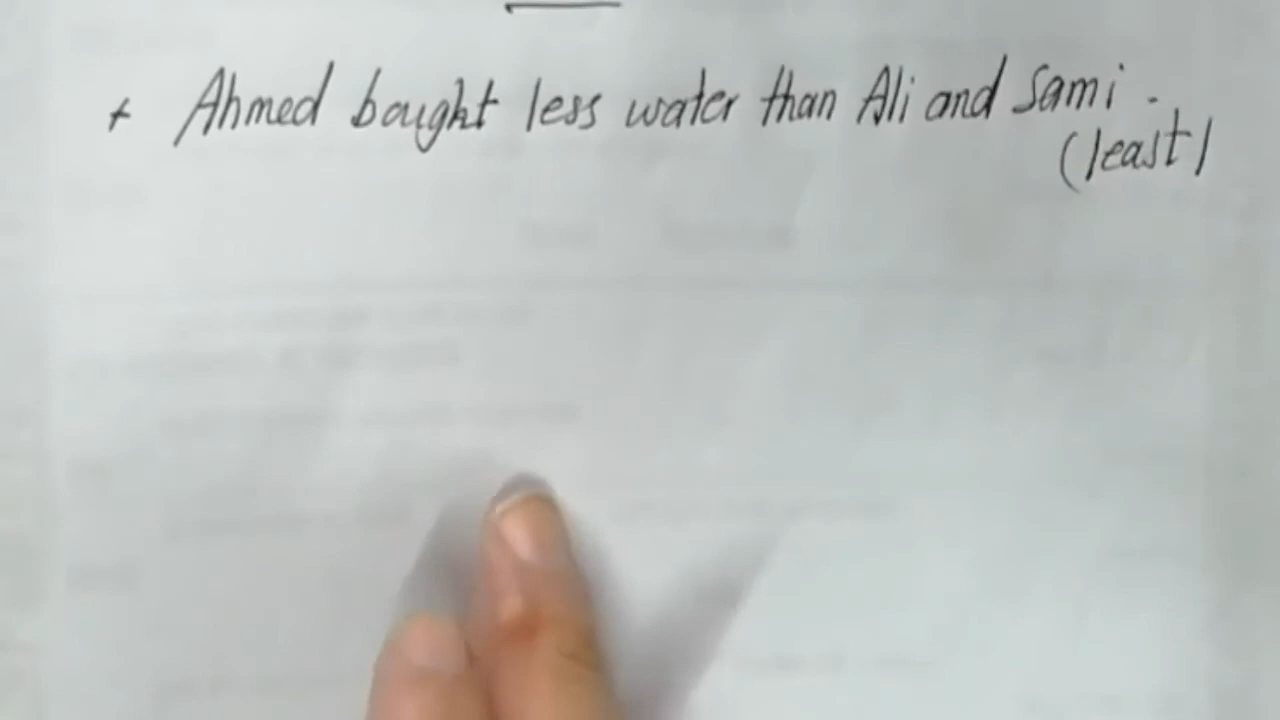 + Ahmed bought less water than Ali and Sami .
(least)